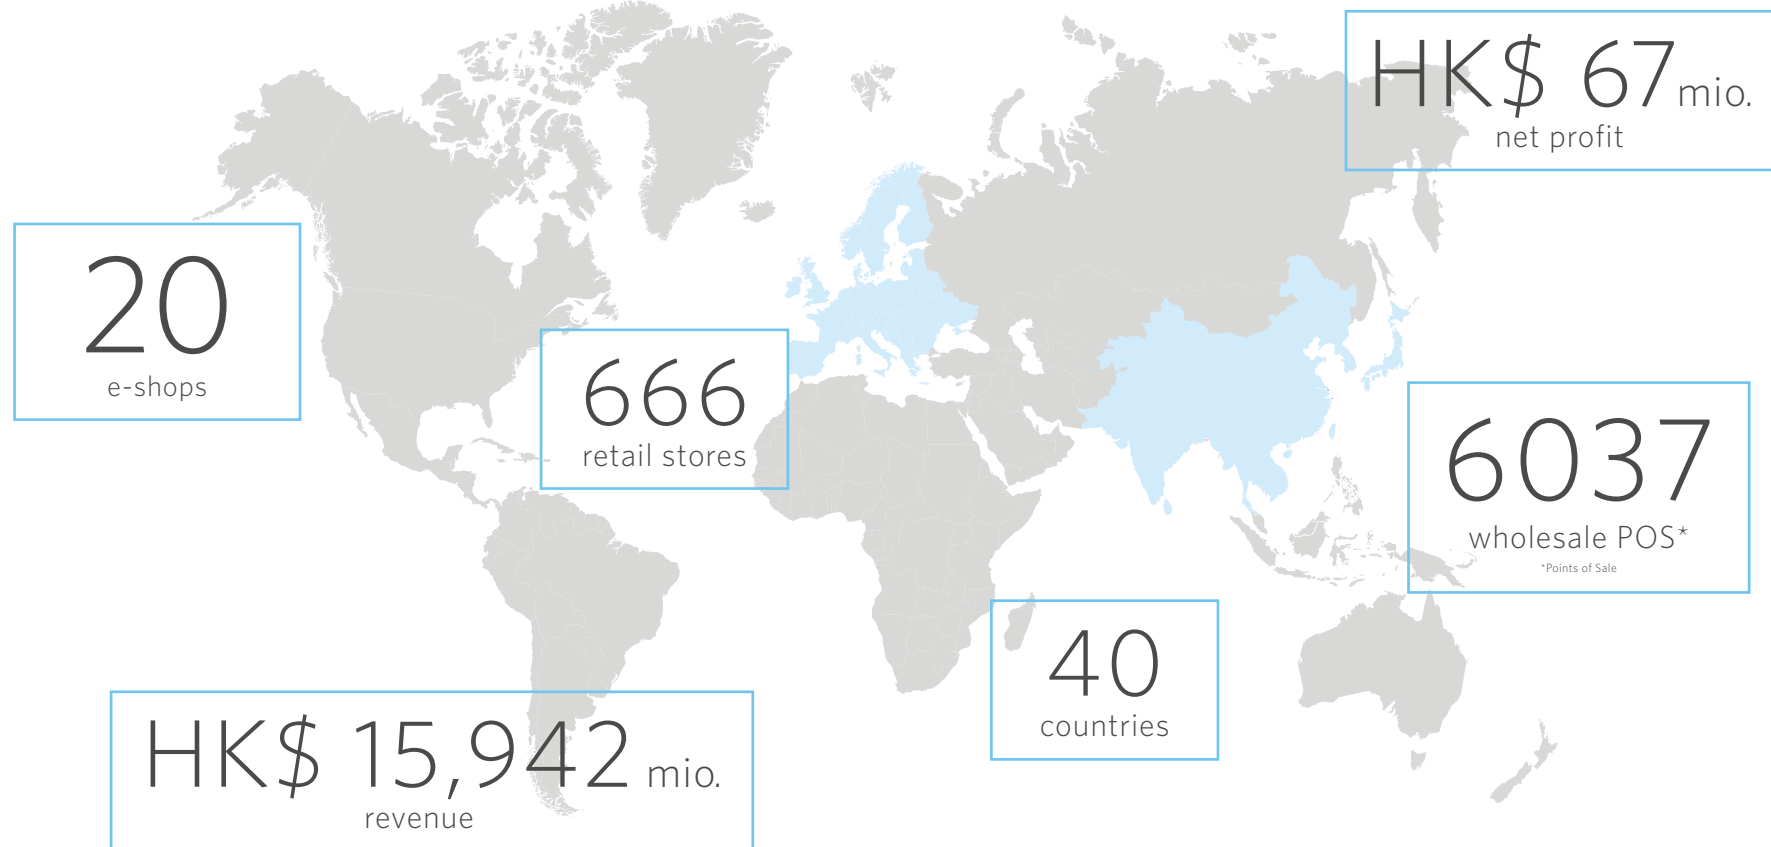 HK$ 67 mio.
net profit
20
e-shops
666
retail stores
6037
wholesale POS*
*Points of Sale
40
countries
HK$ 15,942 mio.
revenue